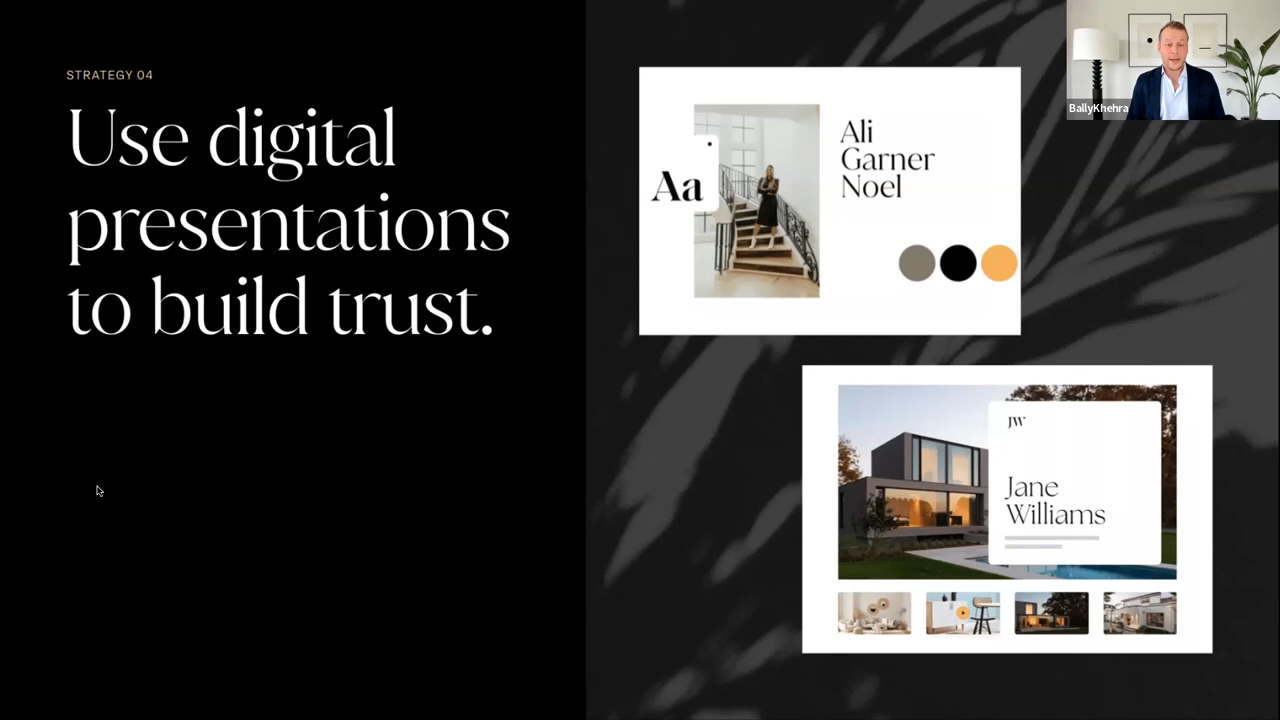 STRATEGY 04
Use digital
presentations
to build trust.
Aa
Ali
Garner
Noel
JW
Jane
Williams
BallyKhehra